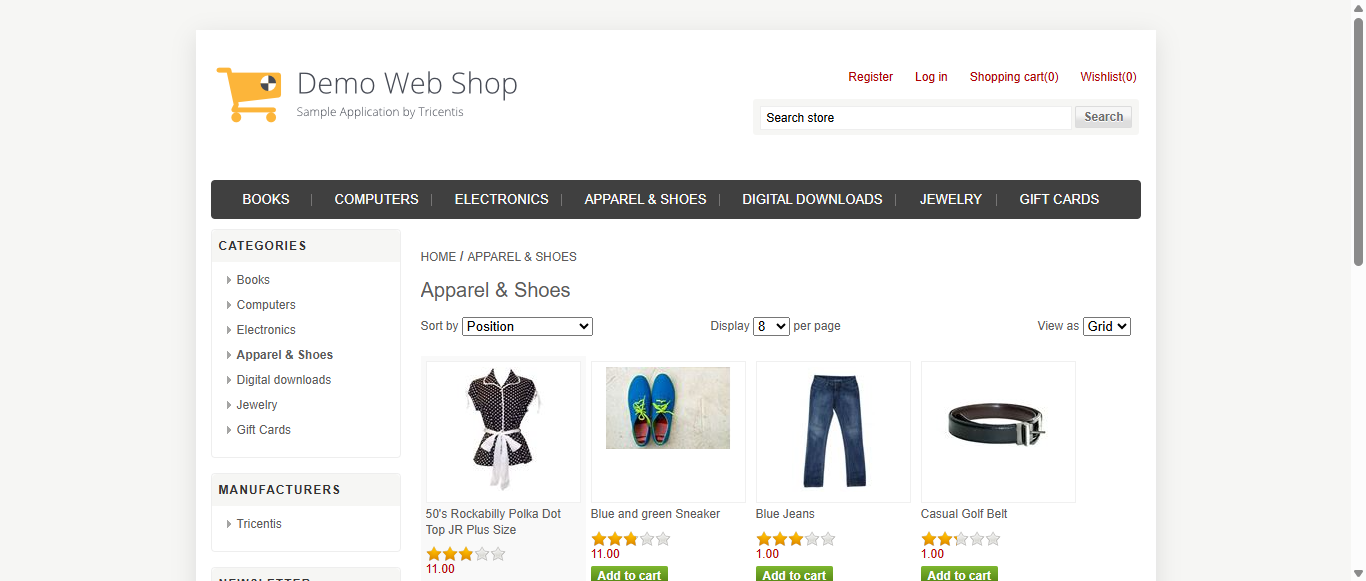 Demo Web Shop
Sample Application by Tricentis
Register Log in Shopping cart(0) Wishlist(0)
Search store Search
BOOKS COMPUTERS ELECTRONICS APPAREL & SHOES DIGITAL DOWNLOADS JEWELRY GIFT CARDS
CATEGORIES
Books
Computers
Electronics
Apparel & Shoes
Digital downloads
Jewelry
Gift Cards
MANUFACTURERS
Tricentis
NEWSLETTER
HOME / APPAREL & SHOES
Apparel & Shoes
Sort by Position Display 8 per page View as Grid
50's Rockabilly Polka Dot
Top JR Plus Size
11.00
Blue and green Sneaker
11.00
Add to cart
Blue Jeans
1.00
Add to cart
Casual Golf Belt
1.00
Add to cart